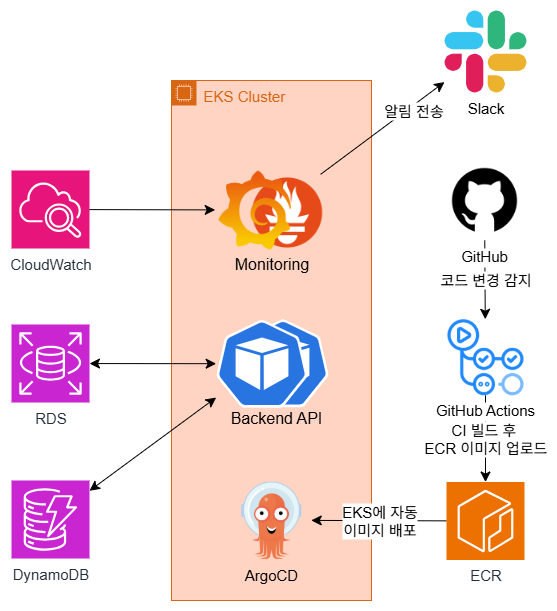 Slack
EKS Cluster
알림 전송
CloudWatch
Monitoring
GitHub
코드 변경 감지
RDS
Backend API
GitHub Actions
CI 빌드 후
ECR 이미지 업로드
EKS에 자동
이미지 배포
DynamoDB
ArgoCD
ECR